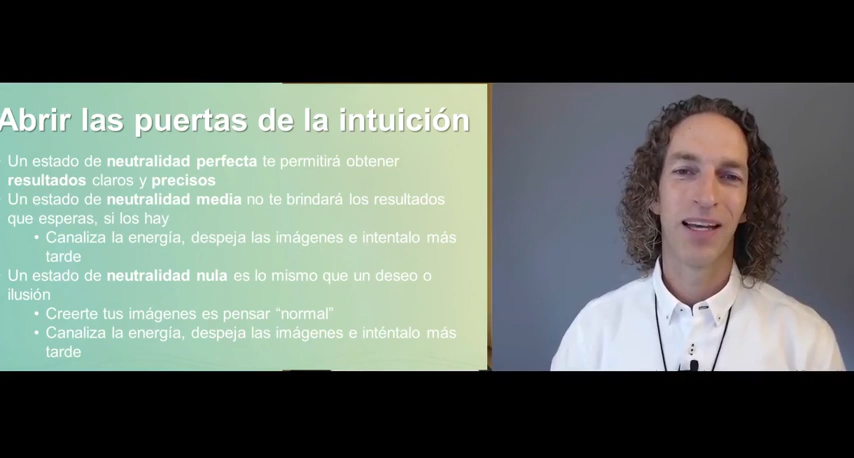 Abrir las puertas de la intuición
Un estado de neutralidad perfecta te permitirá obtener
resultados claros y precisos
Un estado de neutralidad media no te brindará los resultados
que esperas, si los hay
• Canaliza la energía, despeja las imágenes e intentalo más
tarde
Un estado de neutralidad nula es lo mismo que un deseo o
ilusión
• Creerte tus imágenes es pensar “normal”
• Canaliza la energía, despeja las imágenes e inténtalo más
tarde